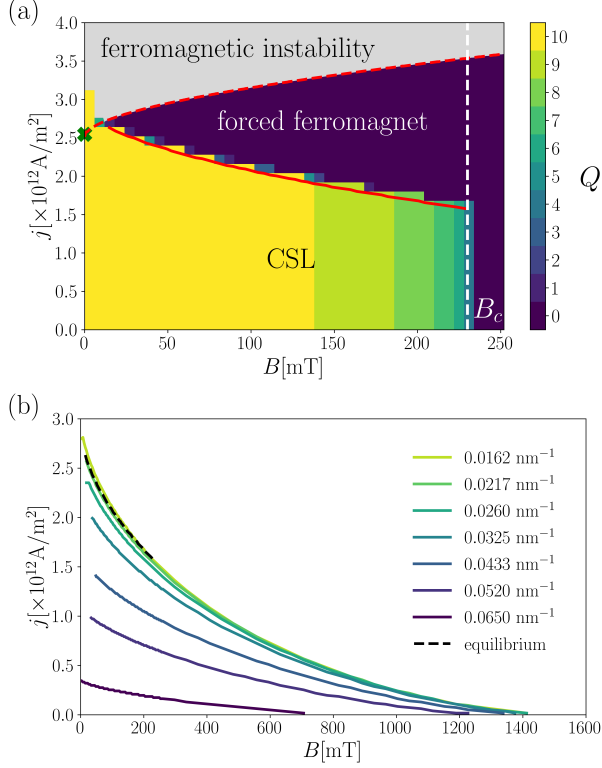 (a)
4.0
3.5
3.0
2.5
2.0
1.5
1.0
0.5
0.0
j[×10¹²A/m²]
ferromagnetic instability
forced ferromagnet
CSL
B_c
0 50 100 150 200 250
B[mT]
10
9
8
7
6
5
4
3
2
1
0
Q
(b)
3.0
2.5
2.0
1.5
1.0
0.5
0.0
j[×10¹²A/m²]
0.0162 nm⁻¹
0.0217 nm⁻¹
0.0260 nm⁻¹
0.0325 nm⁻¹
0.0433 nm⁻¹
0.0520 nm⁻¹
0.0650 nm⁻¹
equilibrium
0 200 400 600 800 1000 1200 1400 1600
B[mT]